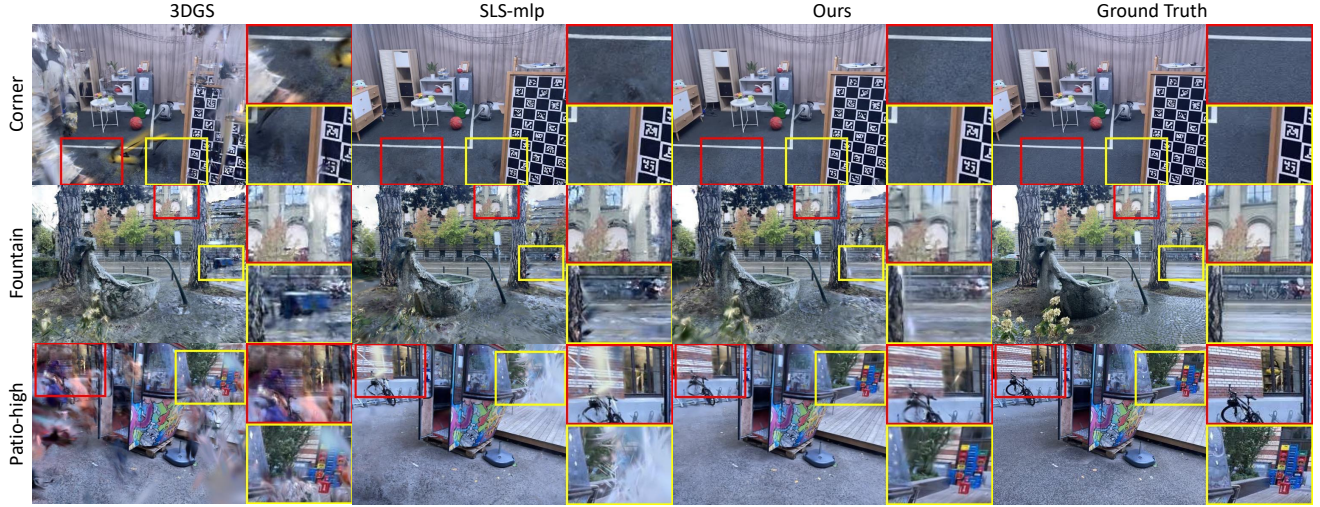 3DGS
SLS-mlp
Ours
Ground Truth
Corner
Fountain
Patio-high